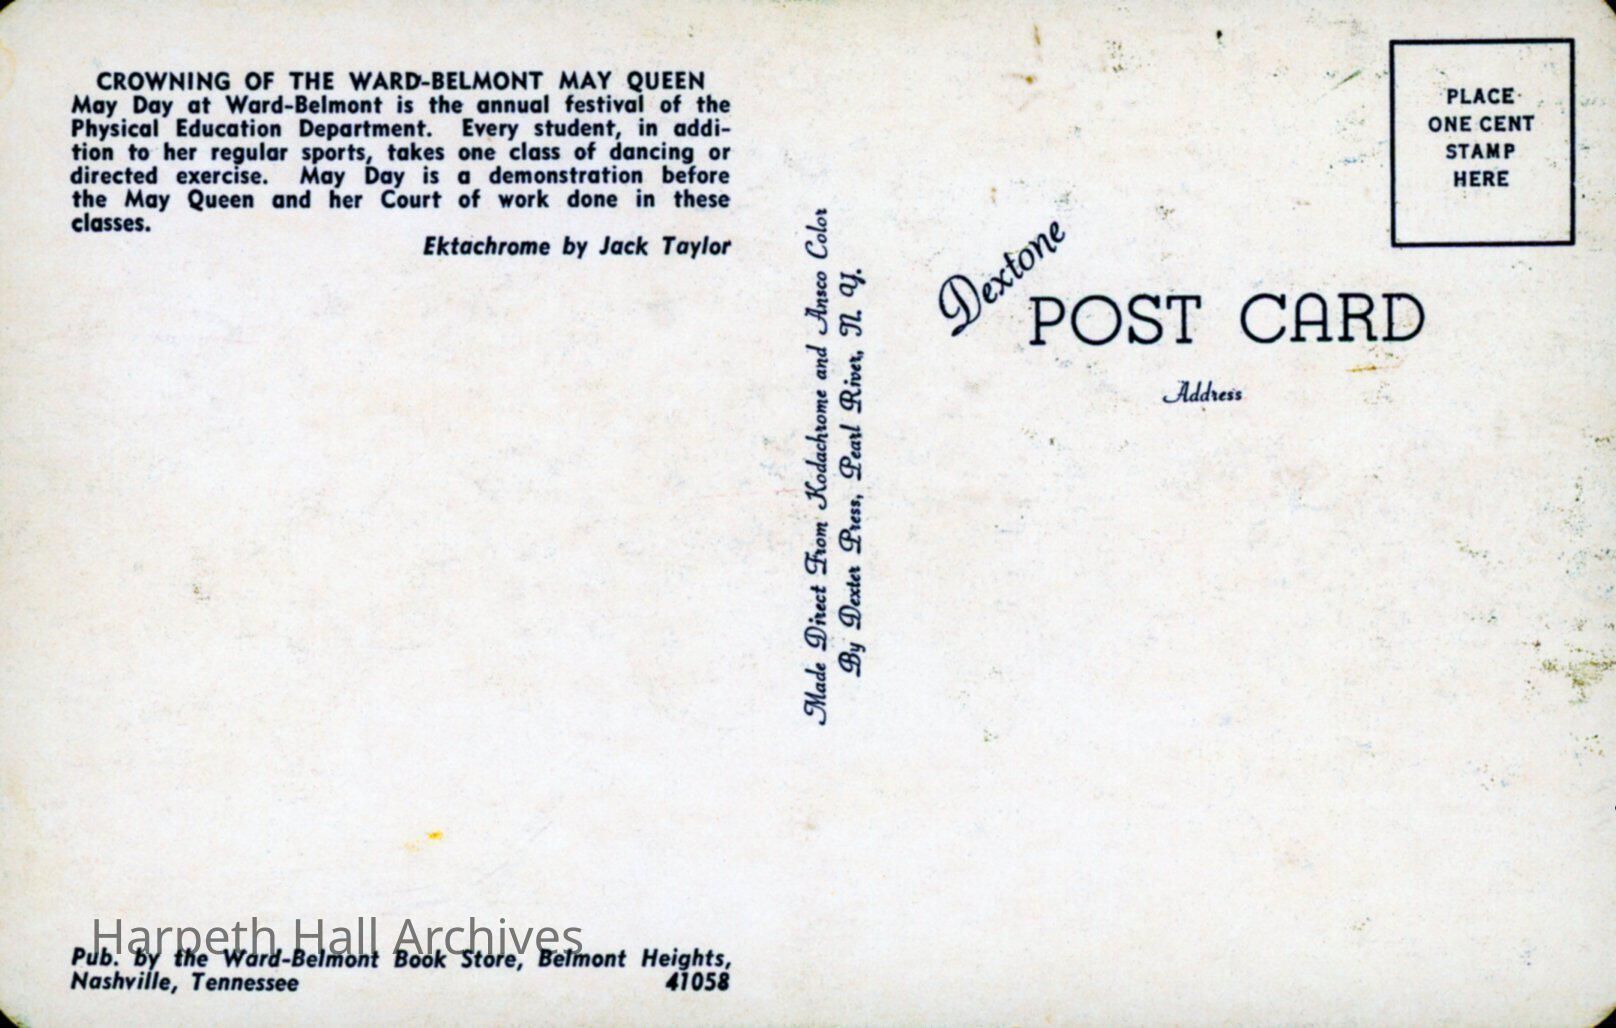 CROWNING OF THE WARD-BELMONT MAY QUEEN
May Day at Ward-Belmont is the annual festival of the
Physical Education Department. Every student, in addi-
tion to her regular sports, takes one class of dancing or
directed exercise. May Day is a demonstration before
the May Queen and her Court of work done in these
classes.
Ektachrome by Jack Taylor
Harpeth Hall Archives
Pub. by the Ward-Belmont Book Store, Belmont Heights,
Nashville, Tennessee 41058
Made Direct From Kodachrome and Ansco Color
By Dexter Press, Pearl River, N. Y.
PLACE
ONE CENT
STAMP
HERE
Dextone
POST CARD
Address